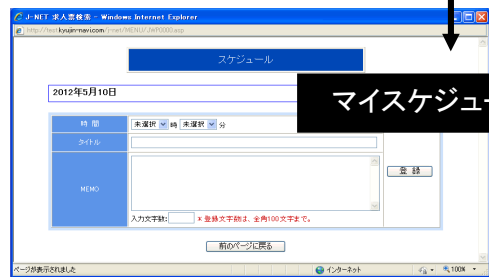 J-NET 求人票検索 - Windows Internet Explorer
http://test.kyujin-navi.com/j-net/MENU/JWP0000.asp
スケジュール
2012年5月10日
マイスケジュー
時 間 未選択 時 未選択 分
タイトル
MEMO
登 録
入力文字数: ※登録文字数は、全角100文字まで。
前のページに戻る
ページが表示されました インターネット 100%